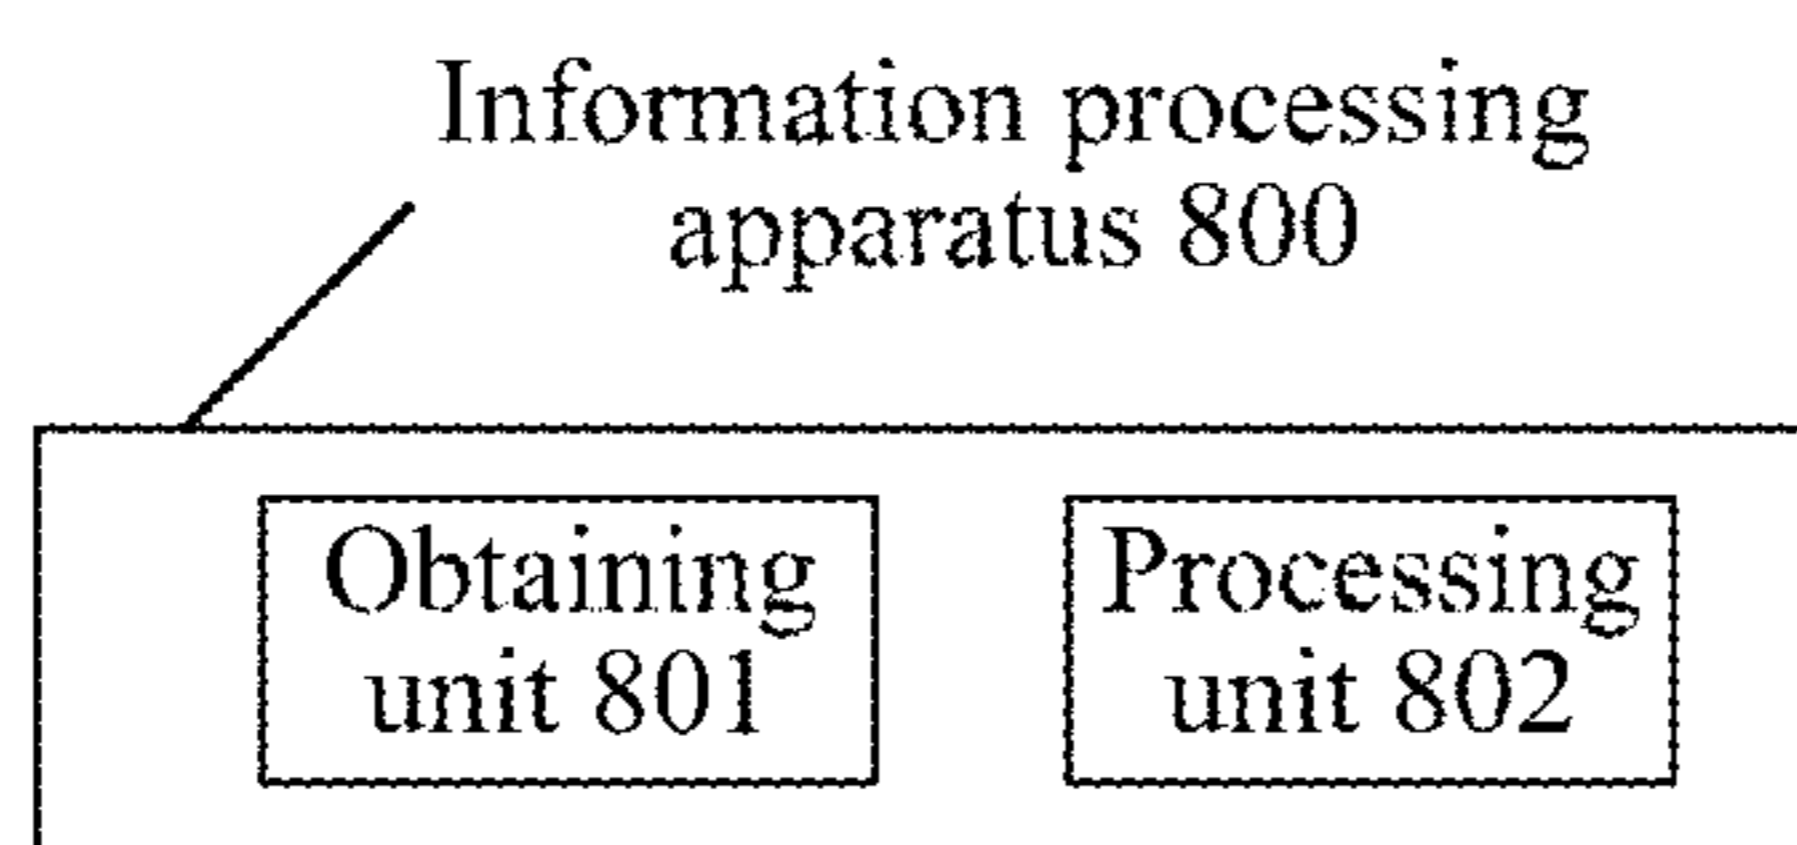 Information processing
apparatus 800
Obtaining
unit 801
Processing
unit 802